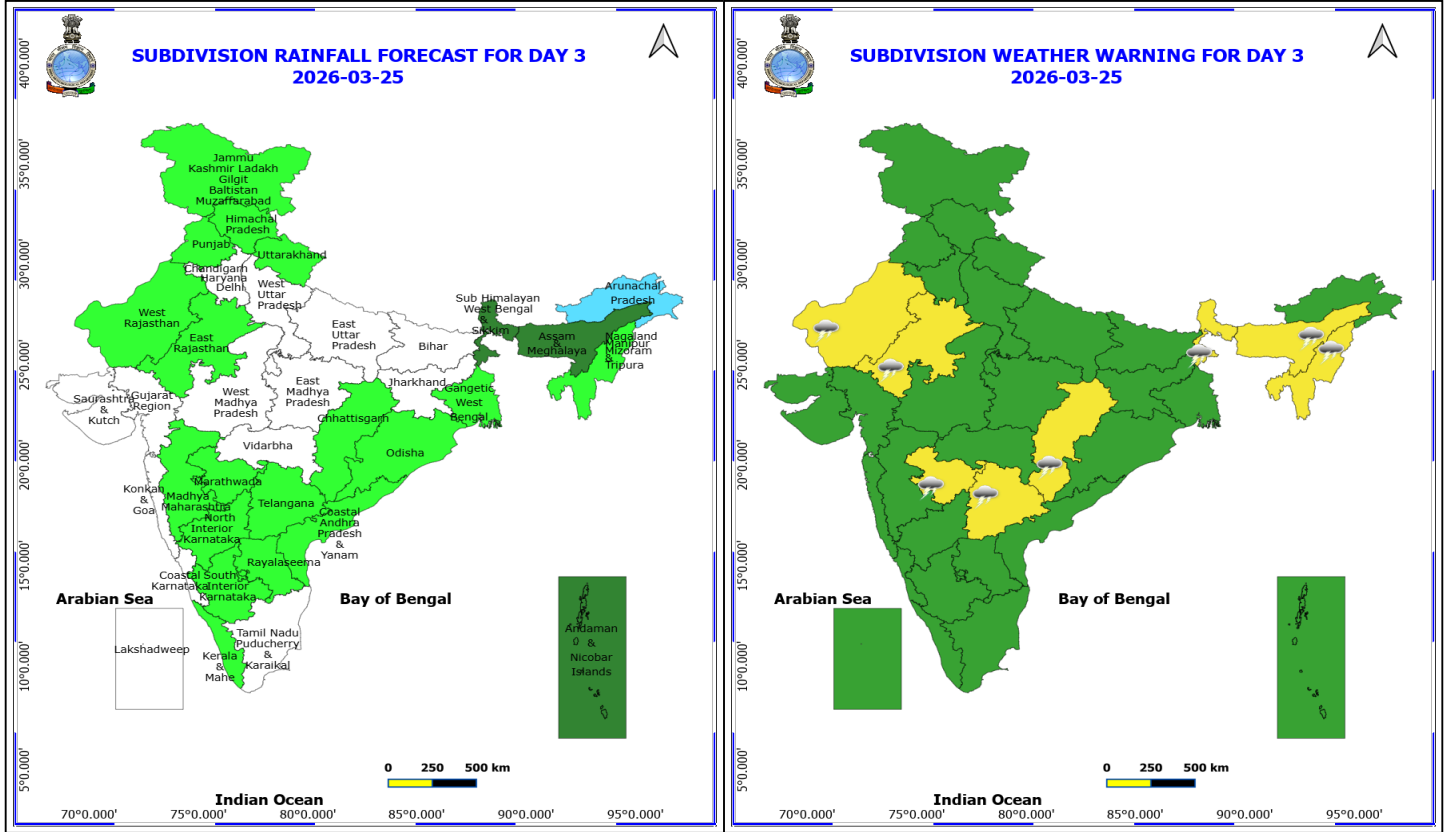 SUBDIVISION RAINFALL FORECAST FOR DAY 3
2026-03-25
40°0.000'
35°0.000'
30°0.000'
25°0.000'
20°0.000'
15°0.000'
10°0.000'
5°0.000'
Jammu
Kashmir Ladakh
Gilgit
Baltistan
Muzaffarabad
Himachal
Pradesh
Punjab
Uttarakhand
Chandigarh
Haryana
Delhi
West
Uttar
Pradesh
West
Rajasthan
East
Rajasthan
East
Uttar
Pradesh
Bihar
Sub Himalayan
West Bengal
&
Sikkim
Arunachal
Pradesh
Assam
&
Meghalaya
Nagaland
Manipur
Mizoram
&
Tripura
Saurashtra
&
Kutch
Gujarat
Region
West
Madhya
Pradesh
East
Madhya
Pradesh
Jharkhand
Gangetic
West
Bengal
Chhattisgarh
Odisha
Vidarbha
Konkan
&
Goa
Madhya
Maharashtra
Marathwada
Telangana
North
Interior
Karnataka
Coastal
Andhra
Pradesh
&
Yanam
Rayalaseema
Coastal
Karnataka
South
Interior
Karnataka
Arabian Sea
Bay of Bengal
Lakshadweep
Kerala
&
Mahe
Tamil Nadu
Puducherry
&
Karaikal
Andaman
&
Nicobar
Islands
0 250 500 km
Indian Ocean
70°0.000' 75°0.000' 80°0.000' 85°0.000' 90°0.000' 95°0.000'
SUBDIVISION WEATHER WARNING FOR DAY 3
2026-03-25
40°0.000'
35°0.000'
30°0.000'
25°0.000'
20°0.000'
15°0.000'
10°0.000'
5°0.000'
Arabian Sea
Bay of Bengal
0 250 500 km
Indian Ocean
70°0.000' 75°0.000' 80°0.000' 85°0.000' 90°0.000' 95°0.000'